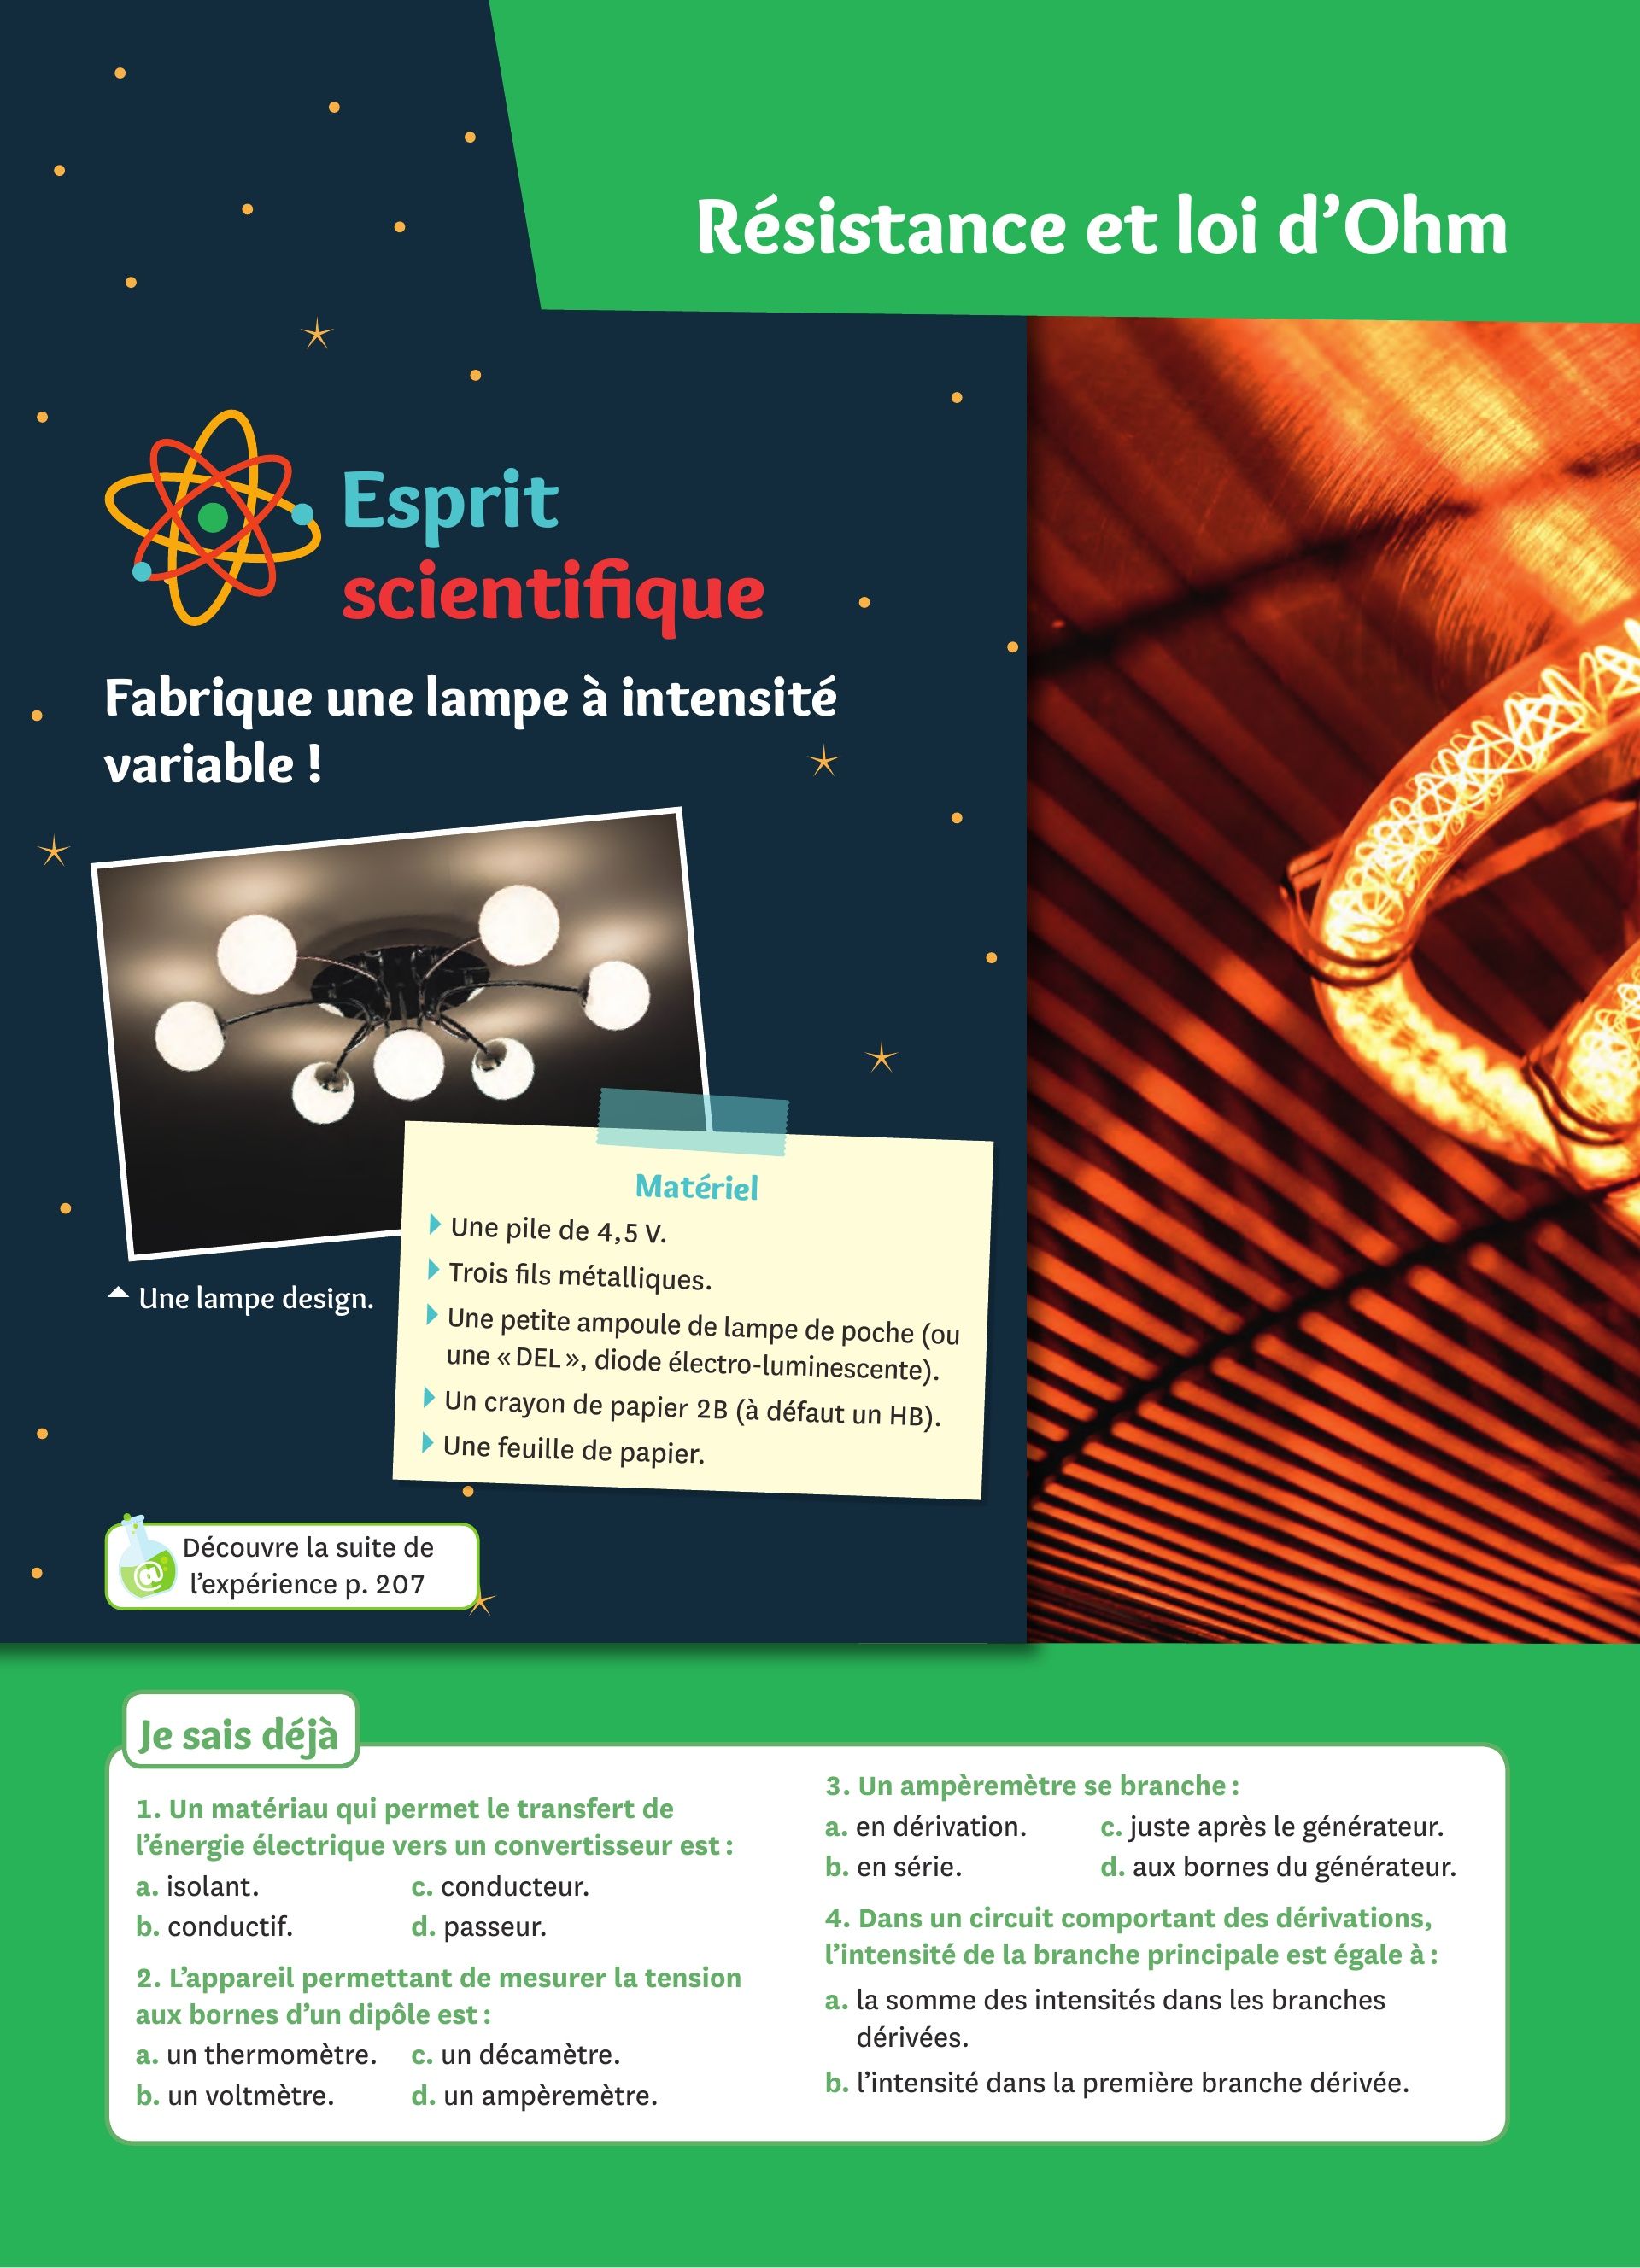 Résistance et loi d’Ohm
Esprit
scientifique
Fabrique une lampe à intensité
variable !
Matériel
Une pile de 4,5 V.
Trois fils métalliques.
Une petite ampoule de lampe de poche (ou
une « DEL », diode électro-luminescente).
Un crayon de papier 2B (à défaut un HB).
Une feuille de papier.
Une lampe design.
@
Découvre la suite de
l’expérience p. 207
Je sais déjà
1. Un matériau qui permet le transfert de
l’énergie électrique vers un convertisseur est :
a. isolant.
c. conducteur.
b. conductif.
d. passeur.
2. L’appareil permettant de mesurer la tension
aux bornes d’un dipôle est :
a. un thermomètre.
c. un décamètre.
b. un voltmètre.
d. un ampèremètre.
3. Un ampèremètre se branche :
a. en dérivation.
c. juste après le générateur.
b. en série.
d. aux bornes du générateur.
4. Dans un circuit comportant des dérivations,
l’intensité de la branche principale est égale à :
a. la somme des intensités dans les branches
dérivées.
b. l’intensité dans la première branche dérivée.